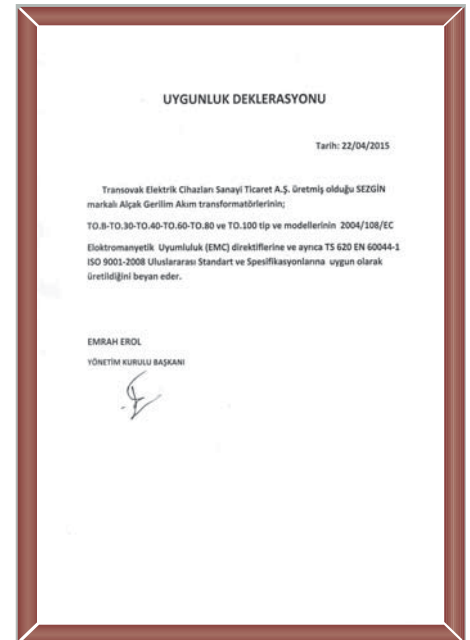 UYGUNLUK DEKLERASYONU
Tarih: 22/04/2015
Transovak Elektrik Cihazları Sanayi Ticaret A.Ş. üretmiş olduğu SEZGİN
markalı Alçak Gerilim Akım transformatörlerinin;
TO.8-TO.30-TO.40-TO.60-TO.80 ve TO.100 tip ve modellerinin 2004/108/EC
Eloktromanyetik Uyumluluk (EMC) direktiflerine ve ayrıca TS 620 EN 60044-1
ISO 9001-2008 Uluslararası Standart ve Spesifikasyonlarına uygun olarak
üretildiğini beyan eder.
EMRAH EROL
YÖNETİM KURULU BAŞKANI